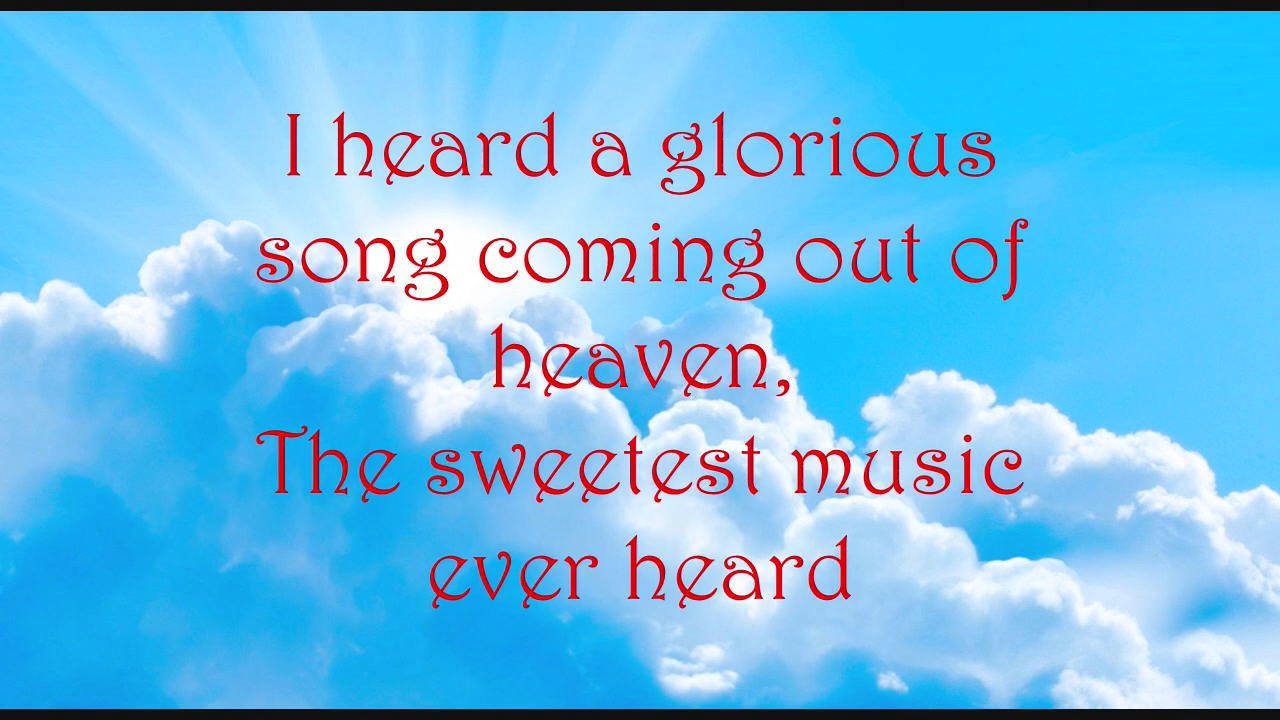 I heard a glorious
song coming out of
heaven,
The sweetest music
ever heard